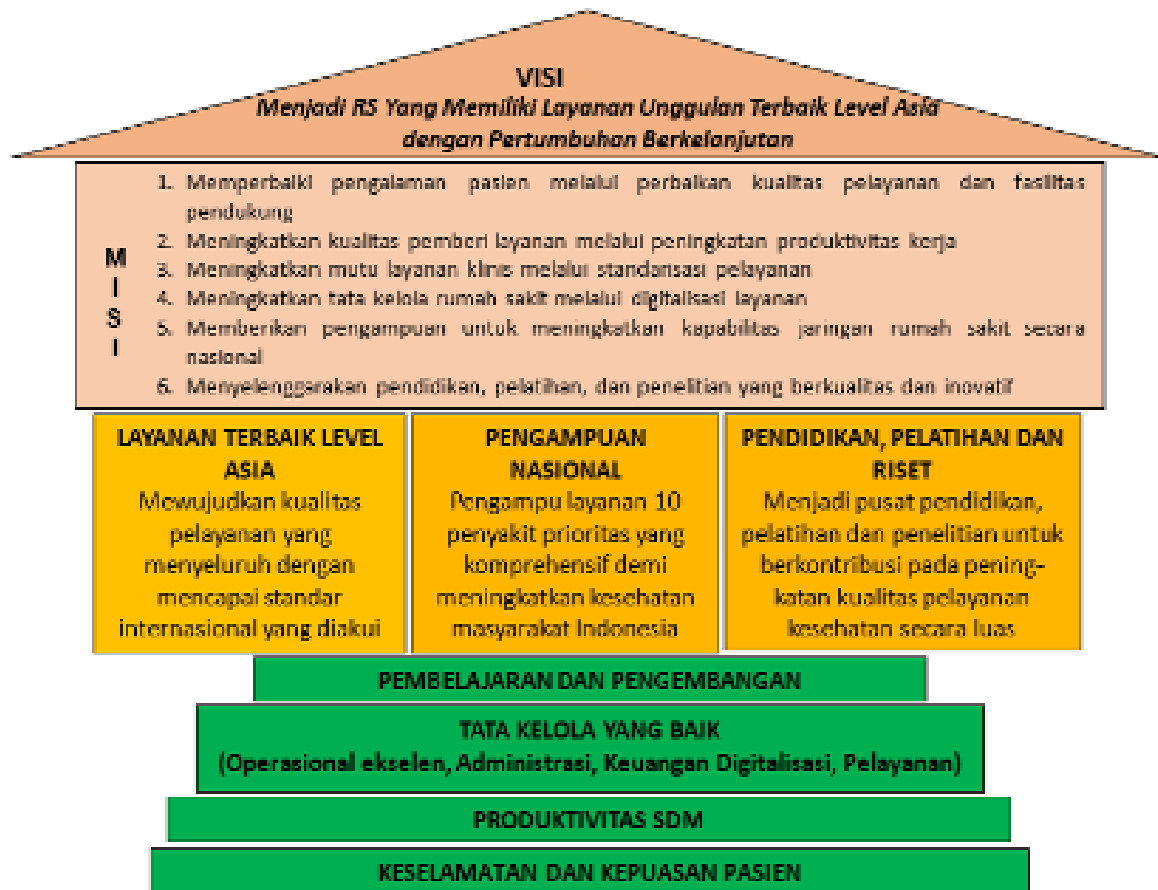 VISI
Menjadi RS Yang Memiliki Layanan Unggulan Terbaik Level Asia
dengan Pertumbuhan Berkelanjutan
MISI
1. Memperbaiki pengalaman pasien melalui perbaikan kualitas pelayanan dan fasilitas
pendukung
2. Meningkatkan kualitas pemberi layanan melalui peningkatan produktivitas kerja
3. Meningkatkan mutu layanan klinis melalui standarisasi pelayanan
4. Meningkatkan tata kelola rumah sakit melalui digitalisasi layanan
5. Memberikan pengampuan untuk meningkatkan kapabilitas jaringan rumah sakit secara
nasional
6. Menyelenggarakan pendidikan, pelatihan, dan penelitian yang berkualitas dan inovatif
LAYANAN TERBAIK LEVEL
ASIA
Mewujudkan kualitas
pelayanan yang
menyeluruh dengan
mencapai standar
internasional yang diakui
PENGAMPUAN
NASIONAL
Pengampu layanan 10
penyakit prioritas yang
komprehensif demi
meningkatkan kesehatan
masyarakat Indonesia
PENDIDIKAN, PELATIHAN DAN
RISET
Menjadi pusat pendidikan,
pelatihan dan penelitian untuk
berkontribusi pada pening-
katan kualitas pelayanan
kesehatan secara luas
PEMBELAJARAN DAN PENGEMBANGAN
TATA KELOLA YANG BAIK
(Operasional ekselen, Administrasi, Keuangan Digitalisasi, Pelayanan)
PRODUKTIVITAS SDM
KESELAMATAN DAN KEPUASAN PASIEN